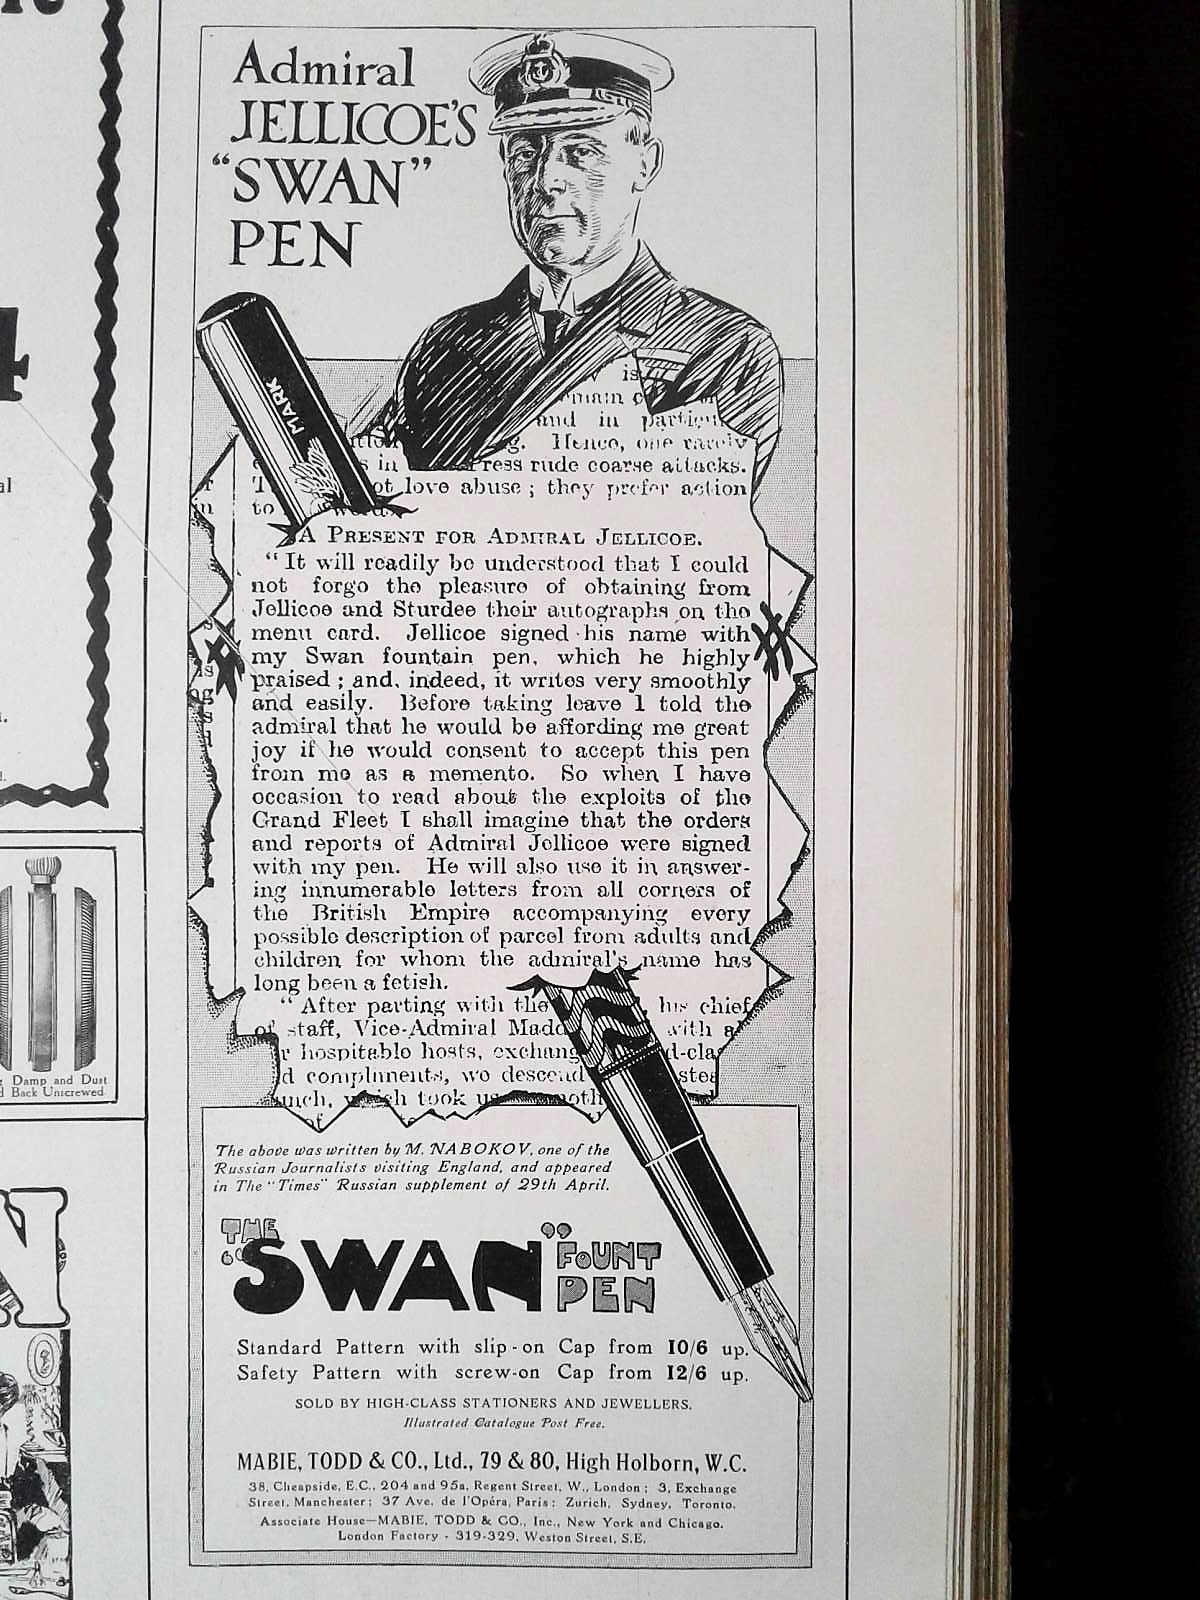 Admiral
JELLICOE'S
"SWAN"
PEN
MARK
is
and in
Hence, one rarely
in press rude coarse attacks.
not love abuse ; they prefer action
to words.
A PRESENT FOR ADMIRAL JELLICOE.
"It will readily be understood that I could
not forgo the pleasure of obtaining from
Jellicoe and Sturdee their autographs on the
menu card. Jellicoe signed his name with
my Swan fountain pen, which he highly
praised ; and, indeed, it writes very smoothly
and easily. Before taking leave I told the
admiral that he would be affording me great
joy if he would consent to accept this pen
from me as a memento. So when I have
occasion to read about the exploits of the
Grand Fleet I shall imagine that the orders
and reports of Admiral Jellicoe were signed
with my pen. He will also use it in answer-
ing innumerable letters from all corners of
the British Empire accompanying every
possible description of parcel from adults and
children for whom the admiral's name has
long been a fetish.
"After parting with the his chief
of staff, Vice-Admiral with
hospitable hosts,
compliments, we
took us
of
The above was written by M. NABOKOV, one of the
Russian Journalists visiting England, and appeared
in The "Times" Russian supplement of 29th April.
THE
"SWAN" FOUNT
PEN
Standard Pattern with slip-on Cap from 10/6 up.
Safety Pattern with screw-on Cap from 12/6 up.
SOLD BY HIGH-CLASS STATIONERS AND JEWELLERS.
Illustrated Catalogue Post Free.
MABIE, TODD & CO., Ltd., 79 & 80, High Holborn, W.C.
38, Cheapside, E.C., 204 and 95a, Regent Street, W., London ; 3, Exchange
Street, Manchester ; 37 Ave. de l'Opéra, Paris ; Zurich, Sydney, Toronto.
Associate House—MABIE, TODD & CO., Inc., New York and Chicago.
London Factory - 319-329, Weston Street, S.E.
Damp and Dust
Back Unscrewed